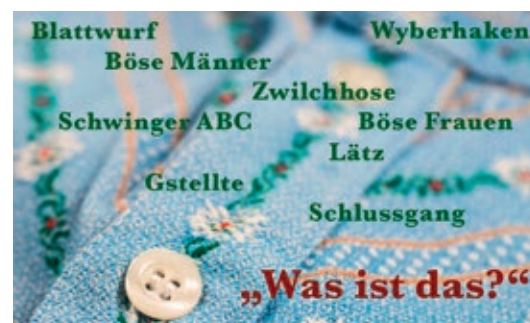 Blattwurf
Wyberhaken
Böse Männer
Zwilchhose
Schwinger ABC
Böse Frauen
Lätz
Gstellte
Schlussgang
„Was ist das?“